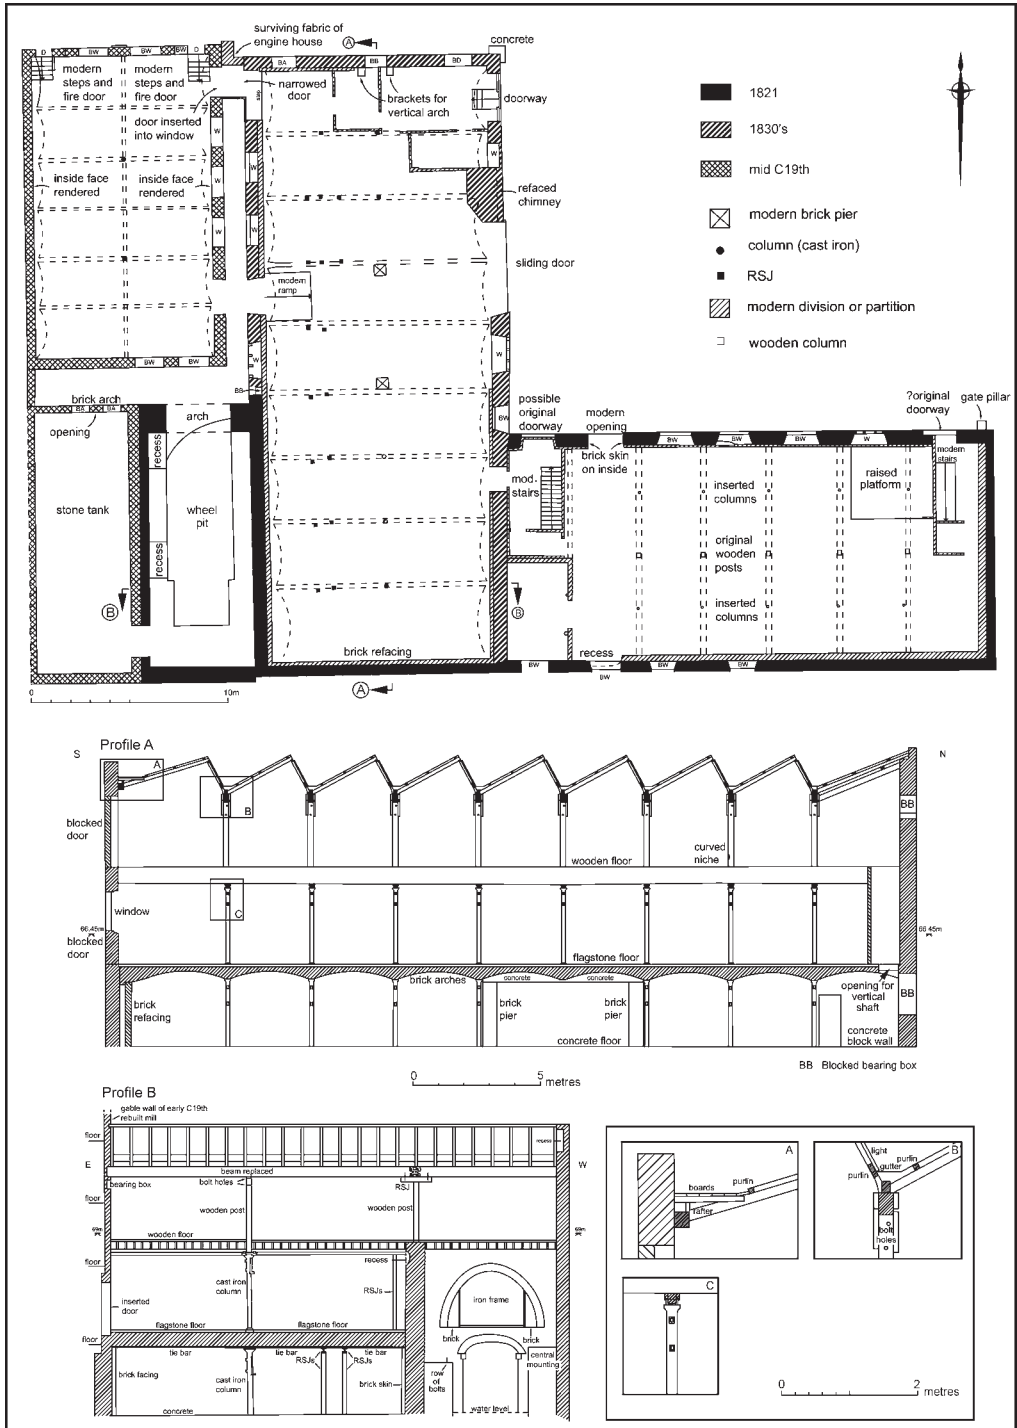 surviving fabric of
engine house
A
concrete
D
BW
BW
BW
D
BA
BB
BD
modern
steps and
fire door
modern
steps and
fire door
step
narrowed
door
brackets for
vertical arch
doorway
door inserted
into window
W
W
W
W
W
W
inside face
rendered
inside face
rendered
refaced
chimney
sliding door
modern
ramp
W
W
BW
BW
BW
BB
brick arch
BA
BA
opening
arch
recess
stone tank
wheel
pit
recess
B
possible
original
doorway
modern
opening
?original
doorway
gate pillar
BW
BW
BW
BW
W
brick skin
on inside
mod.
stairs
inserted
columns
raised
platform
modern
stairs
original
wooden
posts
inserted
columns
B
brick refacing
recess
BW
BW
BW
BW
A
0
10m
1821
1830's
mid C19th
modern brick pier
column (cast iron)
RSJ
modern division or partition
wooden column
Profile A
S
N
A
B
BB
blocked
door
curved
niche
wooden floor
C
window
66.45m
66.45m
blocked
door
flagstone floor
brick arches
concrete
concrete
opening for
vertical
shaft
BB
brick
refacing
brick
pier
brick
pier
concrete floor
concrete
block wall
BB Blocked bearing box
0
5
metres
Profile B
gable wall of early C19th
rebuilt mill
floor
recess
E
W
beam replaced
bearing box
bolt holes
RSJ
floor
wooden post
wooden post
69m
69m
wooden floor
floor
recess
cast iron
column
RSJs
iron frame
inserted
door
flagstone floor
flagstone floor
brick
brick
floor
tie bar
tie bar
tie bar
central
mounting
RSJs
RSJs
brick facing
cast iron
column
row
of
bolts
brick skin
concrete
water level
A
boards
purlin
rafter
B
light
purlin
gutter
purlin
bolt
holes
C
0
2
metres